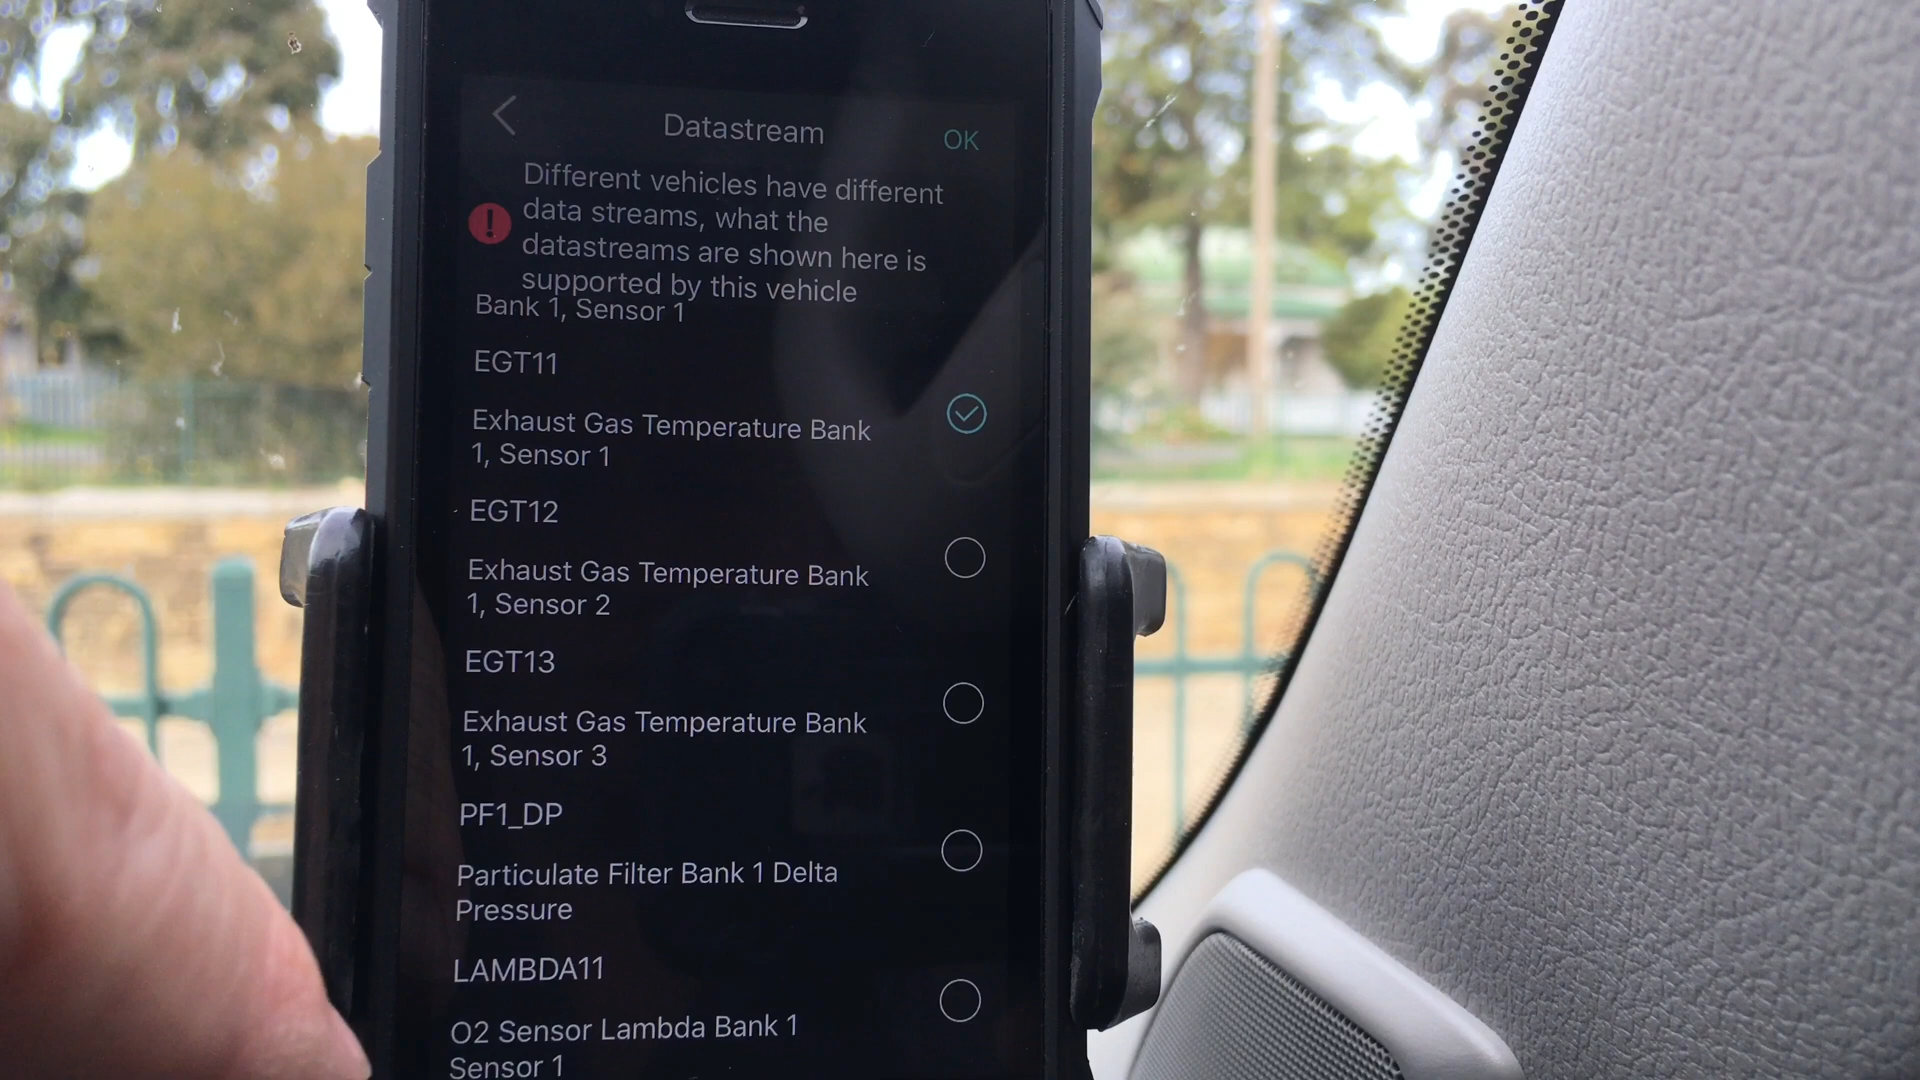 Datastream
OK
!
Different vehicles have different
data streams, what the
datastreams are shown here is
supported by this vehicle
Bank 1, Sensor 1
EGT11
Exhaust Gas Temperature Bank
1, Sensor 1
EGT12
Exhaust Gas Temperature Bank
1, Sensor 2
EGT13
Exhaust Gas Temperature Bank
1, Sensor 3
PF1_DP
Particulate Filter Bank 1 Delta
Pressure
LAMBDA11
O2 Sensor Lambda Bank 1
Sensor 1